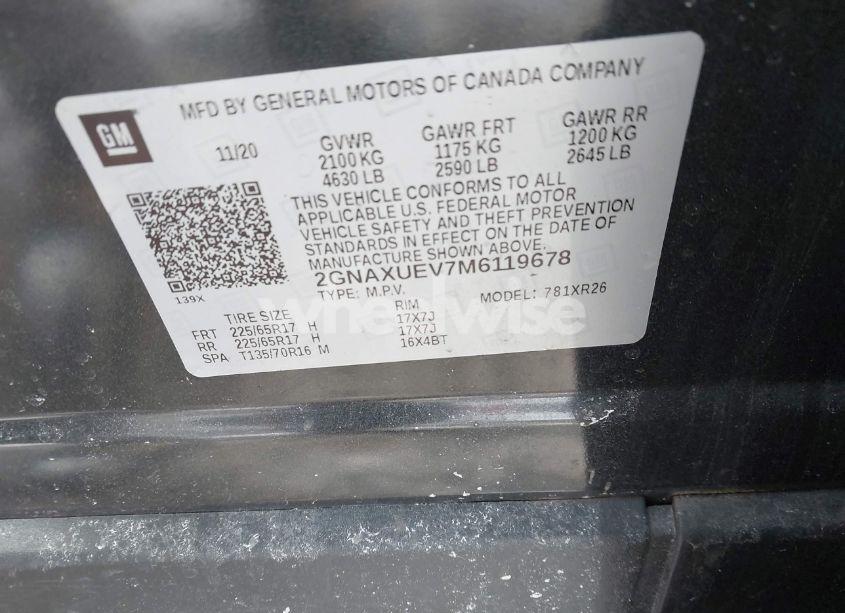 MFD BY GENERAL MOTORS OF CANADA COMPANY
GM
11/20 GVWR GAWR FRT GAWR RR
2100 KG 1175 KG 1200 KG
4630 LB 2590 LB 2645 LB
THIS VEHICLE CONFORMS TO ALL
APPLICABLE U.S. FEDERAL MOTOR
VEHICLE SAFETY AND THEFT PREVENTION
STANDARDS IN EFFECT ON THE DATE OF
MANUFACTURE SHOWN ABOVE.
2GNAXUEV7M6119678
139X
TYPE: M.P.V. MODEL: 781XR26
TIRE SIZE RIM
FRT 225/65R17 H 17X7J
RR 225/65R17 H 17X7J
SPA T135/70R16 M 16X4BT
wheelwise